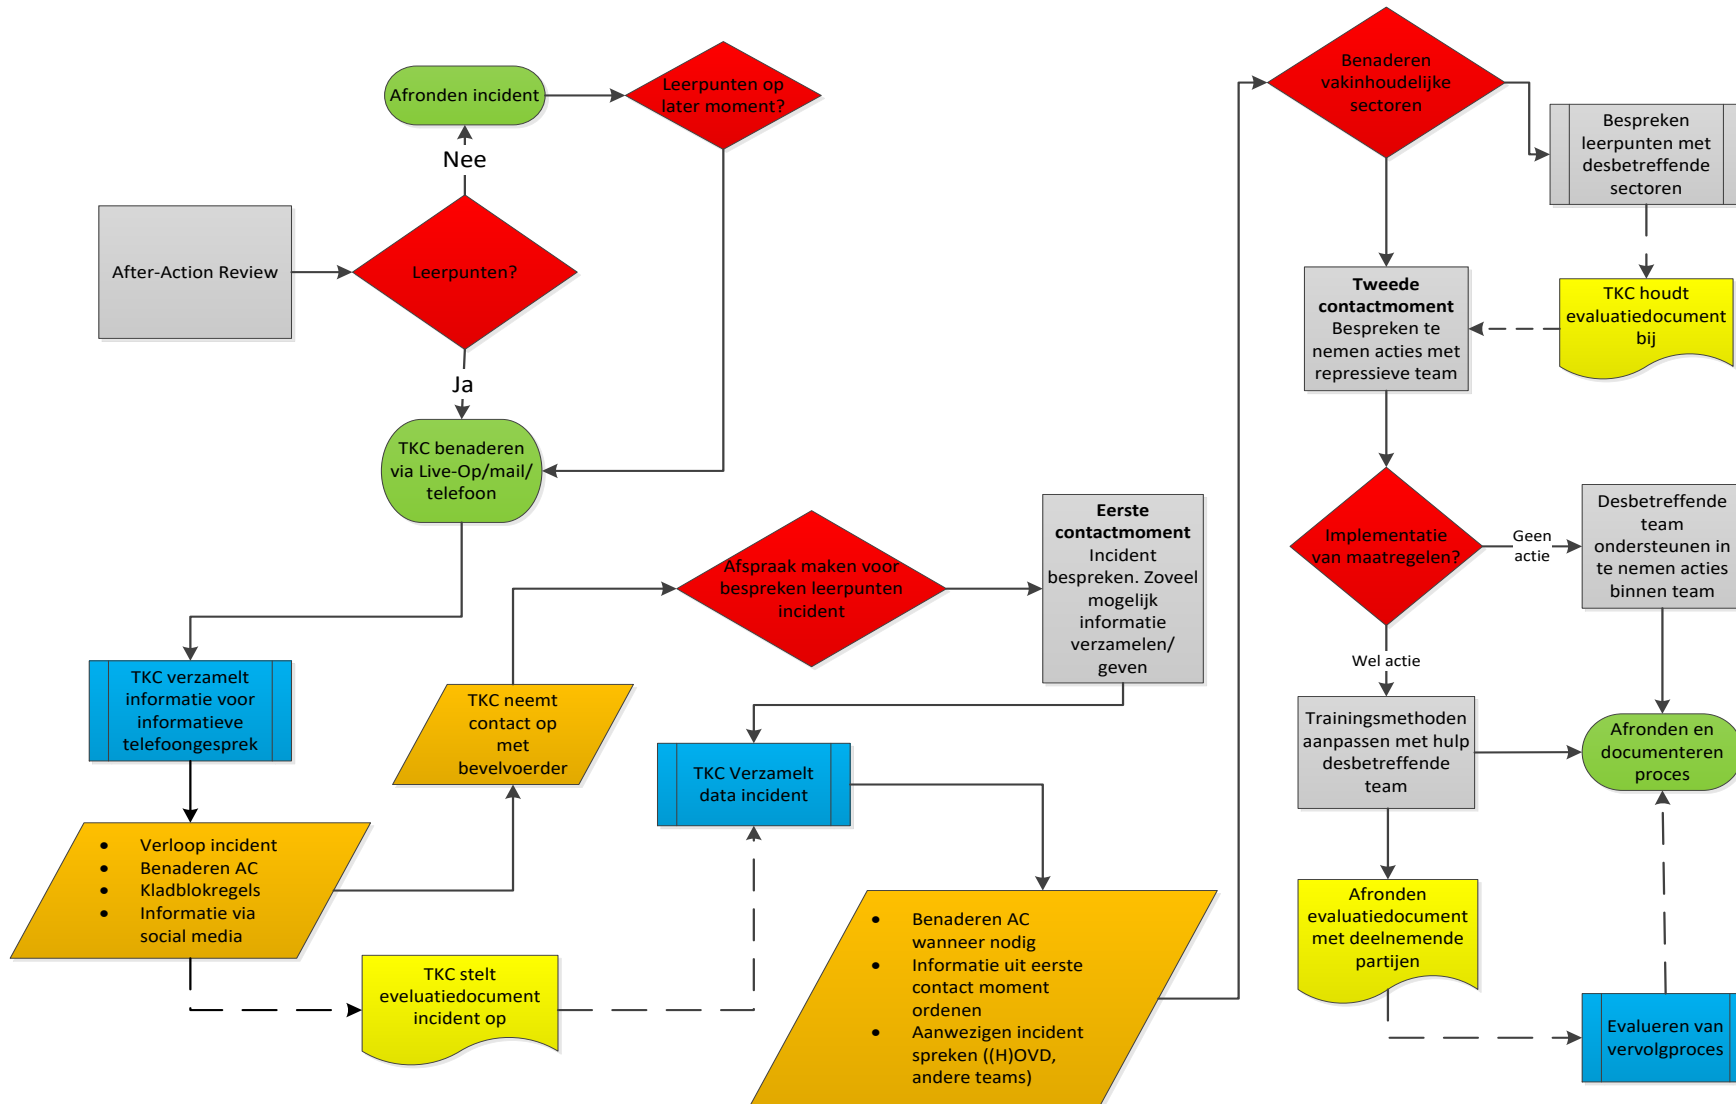 After-Action Review
Leerpunten?
Nee
Afronden incident
Leerpunten op
later moment?
Ja
TKC benaderen
via Live-Op/mail/
telefoon
TKC verzamelt
informatie voor
informatieve
telefoongesprek
• Verloop incident
• Benaderen AC
• Kladblokregels
• Informatie via
social media
TKC neemt
contact op
met
bevelvoerder
TKC stelt
eveluatiedocument
incident op
Afspraak maken voor
bespreken leerpunten
incident
Eerste
contactmoment
Incident
bespreken. Zoveel
mogelijk
informatie
verzamelen/
geven
TKC Verzamelt
data incident
• Benaderen AC
wanneer nodig
• Informatie uit eerste
contact moment
ordenen
• Aanwezigen incident
spreken ((H)OVD,
andere teams)
Benaderen
vakinhoudelijke
sectoren
Bespreken
leerpunten met
desbetreffende
sectoren
TKC houdt
evaluatiedocument
bij
Tweede
contactmoment
Bespreken te
nemen acties met
repressieve team
Implementatie
van maatregelen?
Geen
actie
Desbetreffende
team
ondersteunen in
te nemen acties
binnen team
Wel actie
Trainingsmethoden
aanpassen met hulp
desbetreffende
team
Afronden en
documenteren
proces
Afronden
evaluatiedocument
met deelnemende
partijen
Evalueren van
vervolgproces